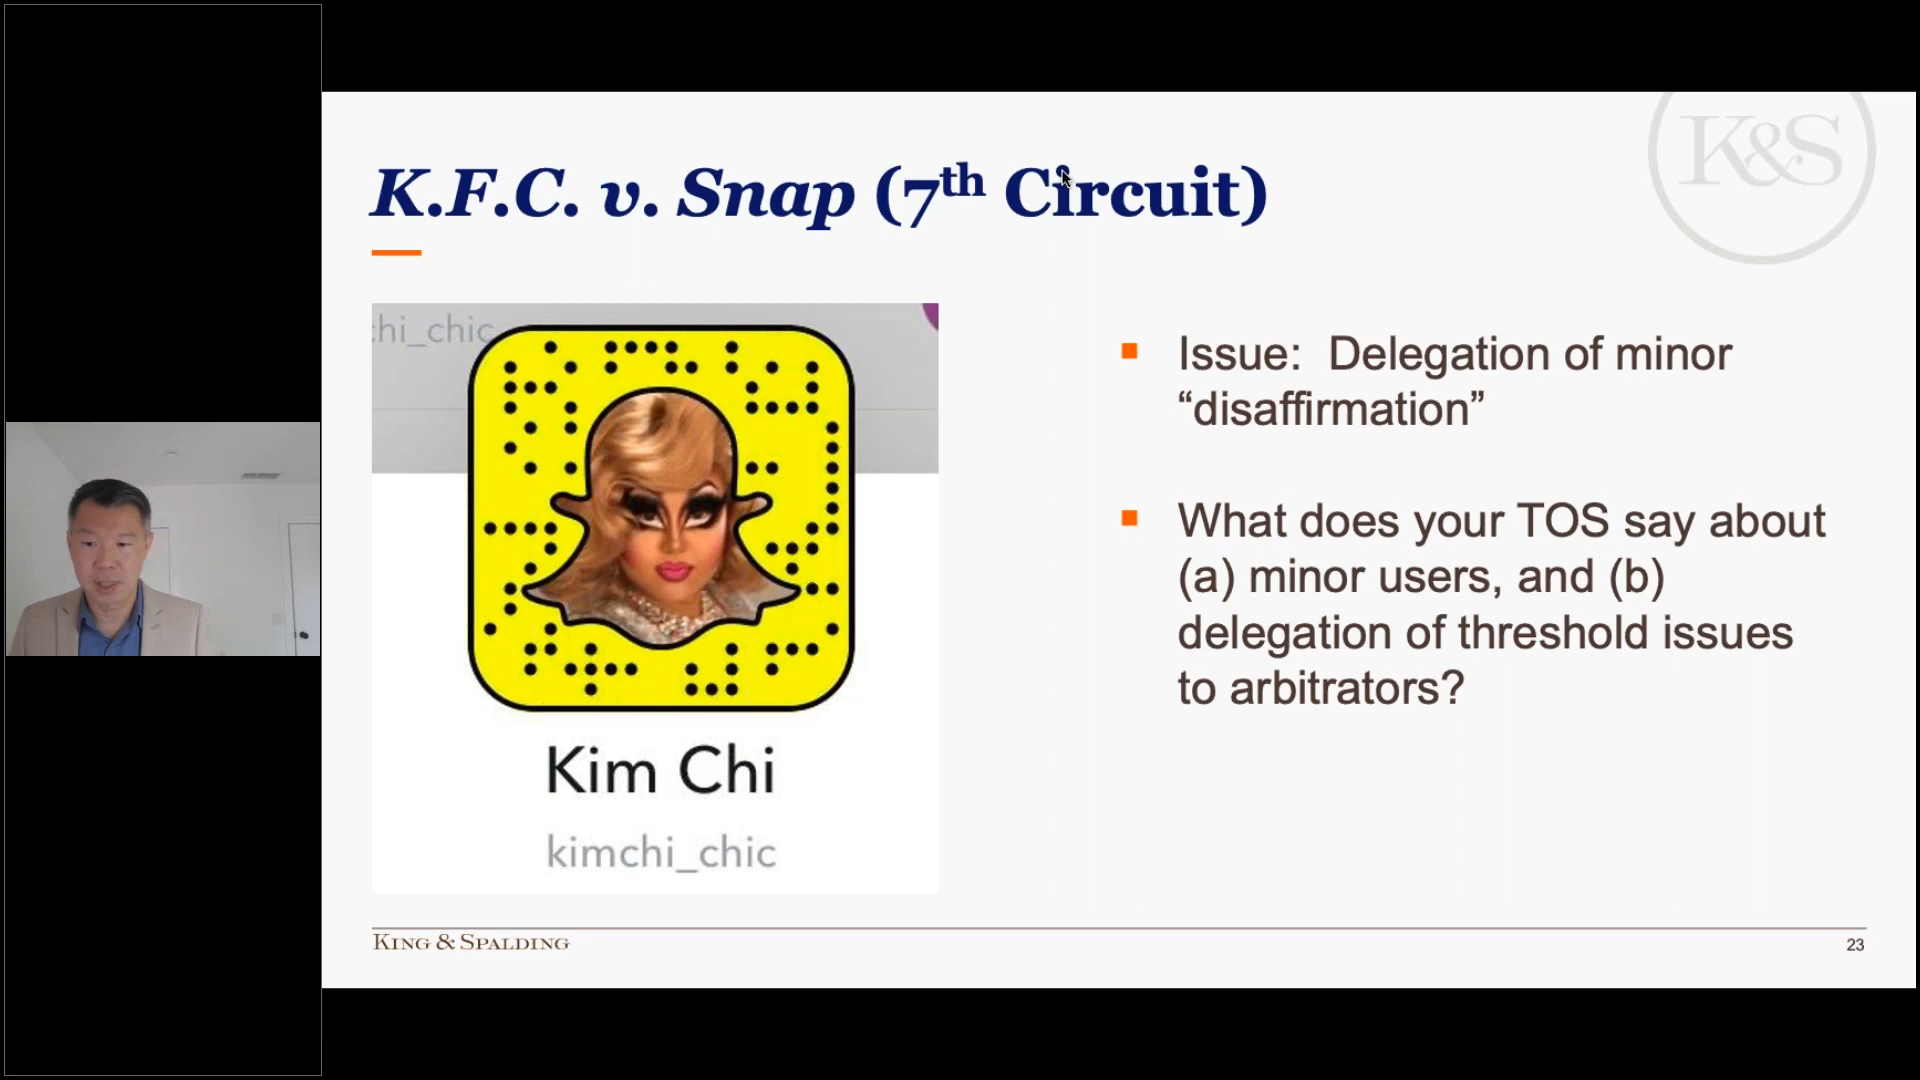 K&S
K.F.C. v. Snap (7th Circuit)
chi_chic
Issue:  Delegation of minor
“disaffirmation”
What does your TOS say about
(a) minor users, and (b)
delegation of threshold issues
to arbitrators?
Kim Chi
kimchi_chic
KING & SPALDING
23